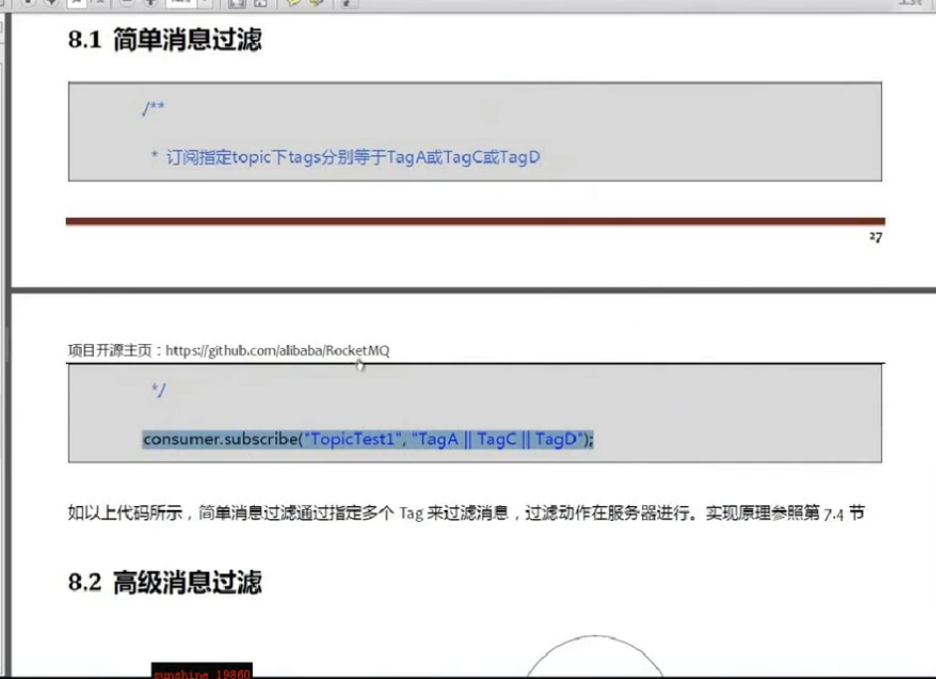 8.1 简单消息过滤
/**
* 订阅指定topic下tags分别等于TagA或TagC或TagD
27
项目开源主页：https://github.com/alibaba/RocketMQ
*/
consumer.subscribe("TopicTest1", "TagA || TagC || TagD");
如以上代码所示，简单消息过滤通过指定多个 Tag 来过滤消息，过滤动作在服务器进行。实现原理参照第 7.4 节
8.2 高级消息过滤
sunshine_19860